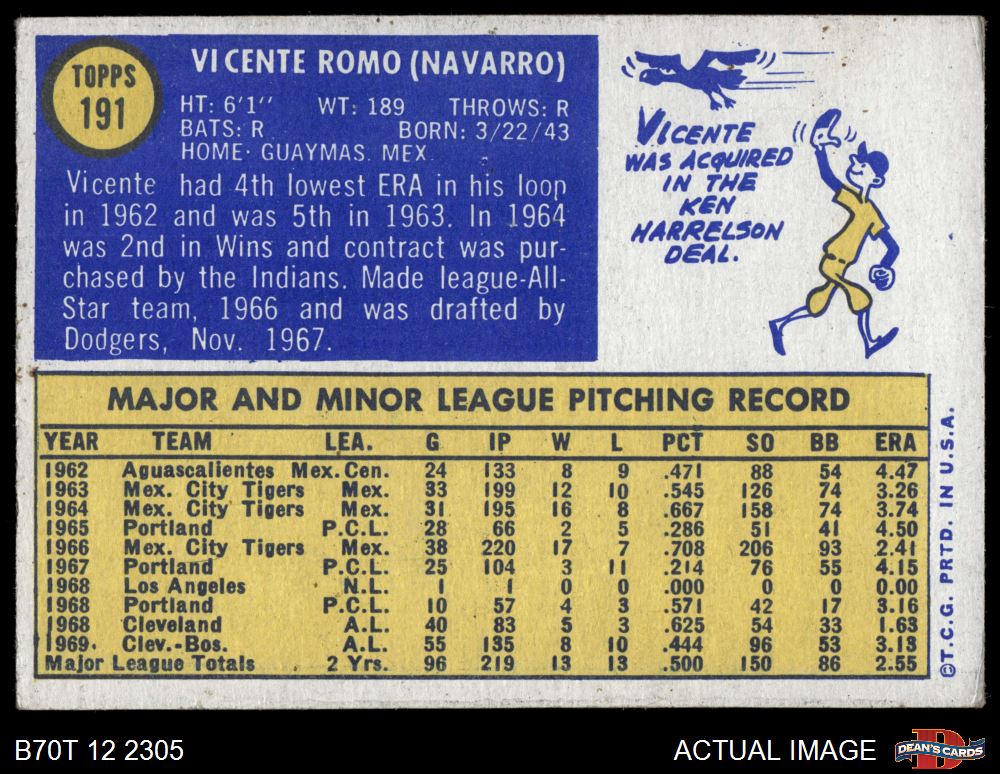 TOPPS
191
VICENTE ROMO (NAVARRO)
HT: 6'1'' WT: 189 THROWS: R
BATS: R BORN: 3/22/43
HOME· GUAYMAS. MEX
Vicente had 4th lowest ERA in his loop
in 1962 and was 5th in 1963. In 1964
was 2nd in Wins and contract was pur-
chased by the Indians. Made league-All-
Star team, 1966 and was drafted by
Dodgers, Nov. 1967.
VICENTE
WAS ACQUIRED
IN THE
KEN
HARRELSON
DEAL.
MAJOR AND MINOR LEAGUE PITCHING RECORD
YEAR TEAM LEA. G IP W L PCT SO BB ERA
1962 Aguascalientes Mex. Cen. 24 133 8 9 .471 88 54 4.47
1963 Mex. City Tigers Mex. 33 199 12 10 .545 126 74 3.26
1964 Mex. City Tigers Mex. 31 195 16 8 .667 158 74 3.74
1965 Portland P.C.L. 28 66 2 5 .286 51 41 4.50
1966 Mex. City Tigers Mex. 38 220 17 7 .708 206 93 2.41
1967 Portland P.C.L. 25 104 3 11 .214 76 55 4.15
1968 Los Angeles N.L. 1 1 0 0 .000 0 0 0.00
1968 Portland P.C.L. 10 57 4 3 .571 42 17 3.16
1968 Cleveland A.L. 40 83 5 3 .625 54 33 1.63
1969. Clev.-Bos. A.L. 55 135 8 10 .444 96 53 3.13
Major League Totals 2 Yrs. 96 219 13 13 .500 150 86 2.55
©T.C.G. PRTD. IN U.S.A.
B70T 12 2305
ACTUAL IMAGE
DEAN'S CARDS